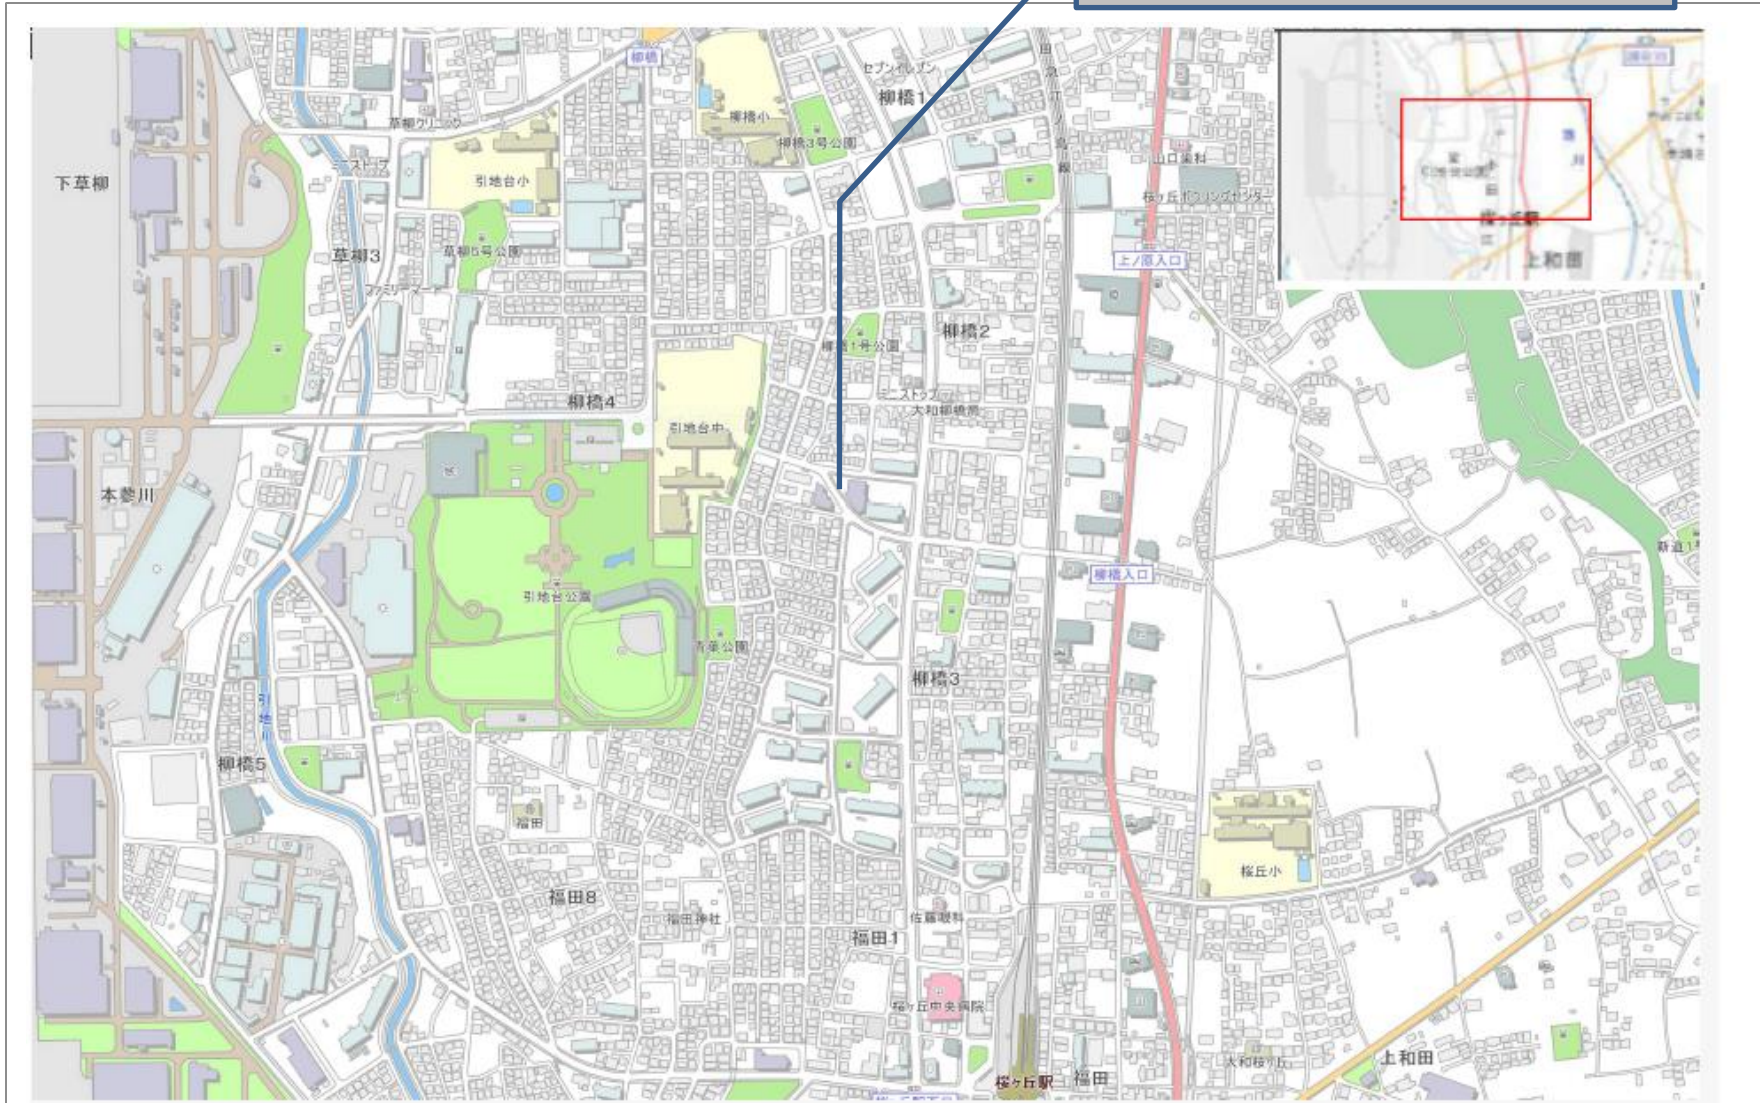 柳橋
セブンイレブン
柳橋1
草柳クリニック
柳橋小
柳橋3号公園
ミニストップ
山口歯科
下草柳
引地台小
桜ヶ丘ボウリングセンター
草柳5号公園
草柳3
上ノ原入口
上和田
ファミリーマート
柳橋2
柳橋1号公園
柳橋4
ミニストップ
大和柳橋局
引地台中
本蓼川
柳橋入口
引地台公園
青葉公園
柳橋3
柳橋5
福田
桜丘小
福田8
福田神社
佐藤眼科
福田1
桜ヶ丘中央病院
大和桜ヶ丘
上和田
桜ヶ丘駅
福田